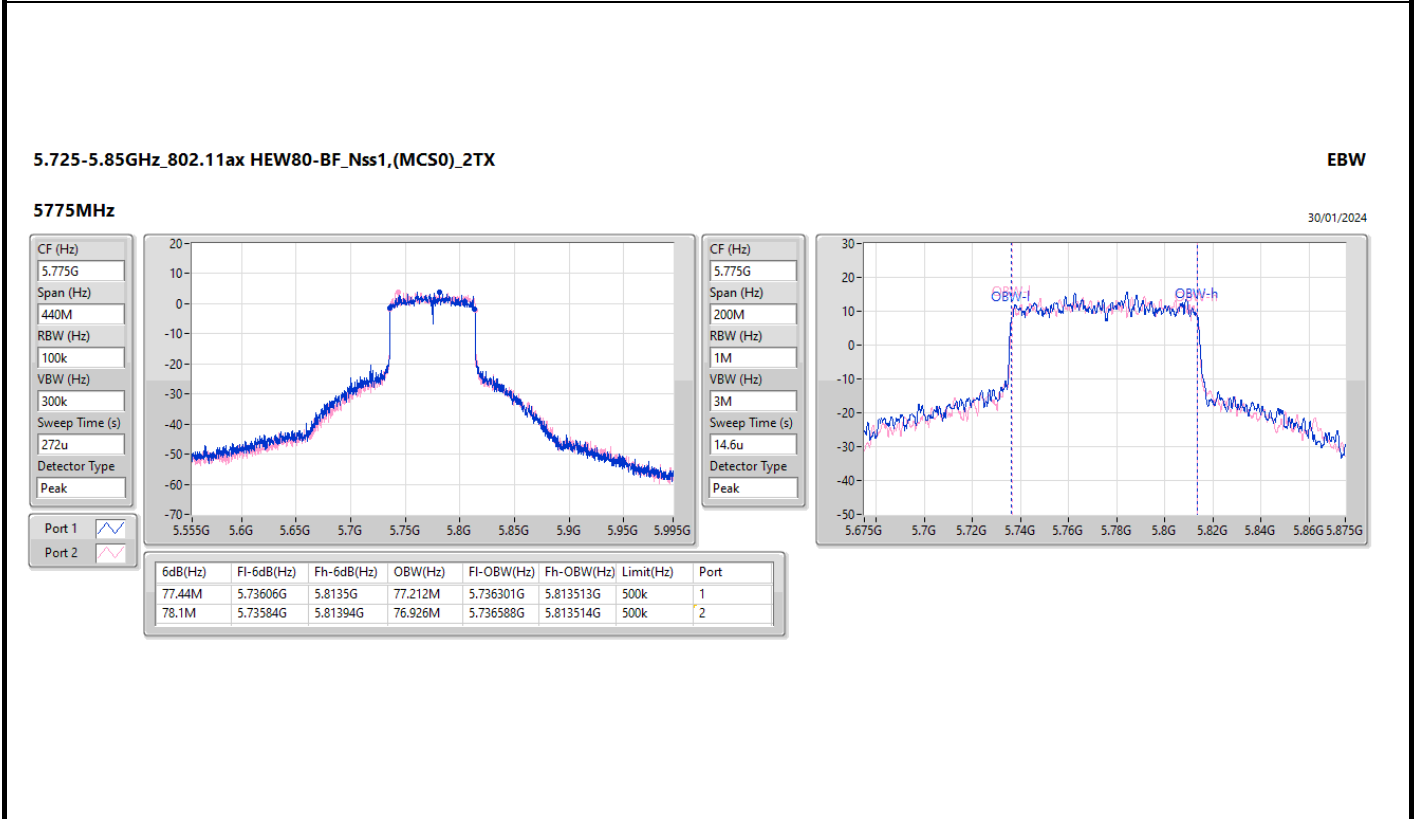 5.725-5.85GHz_802.11ax HEW80-BF_Nss1,(MCS0)_2TX
EBW
5775MHz
30/01/2024
CF (Hz)
5.775G
Span (Hz)
440M
RBW (Hz)
100k
VBW (Hz)
300k
Sweep Time (s)
272u
Detector Type
Peak
Port 1
Port 2
20
10
0
-10
-20
-30
-40
-50
-60
-70
5.555G 5.6G 5.65G 5.7G 5.75G 5.8G 5.85G 5.9G 5.95G 5.995G
CF (Hz)
5.775G
Span (Hz)
200M
RBW (Hz)
1M
VBW (Hz)
3M
Sweep Time (s)
14.6u
Detector Type
Peak
30
20
10
0
-10
-20
-30
-40
-50
OBW-l
OBW-h
5.675G 5.7G 5.72G 5.74G 5.76G 5.78G 5.8G 5.82G 5.84G 5.86G 5.875G
6dB(Hz) Fl-6dB(Hz) Fh-6dB(Hz) OBW(Hz) Fl-OBW(Hz) Fh-OBW(Hz) Limit(Hz) Port
77.44M 5.73606G 5.8135G 77.212M 5.736301G 5.813513G 500k 1
78.1M 5.73584G 5.81394G 76.926M 5.736588G 5.813514G 500k 2